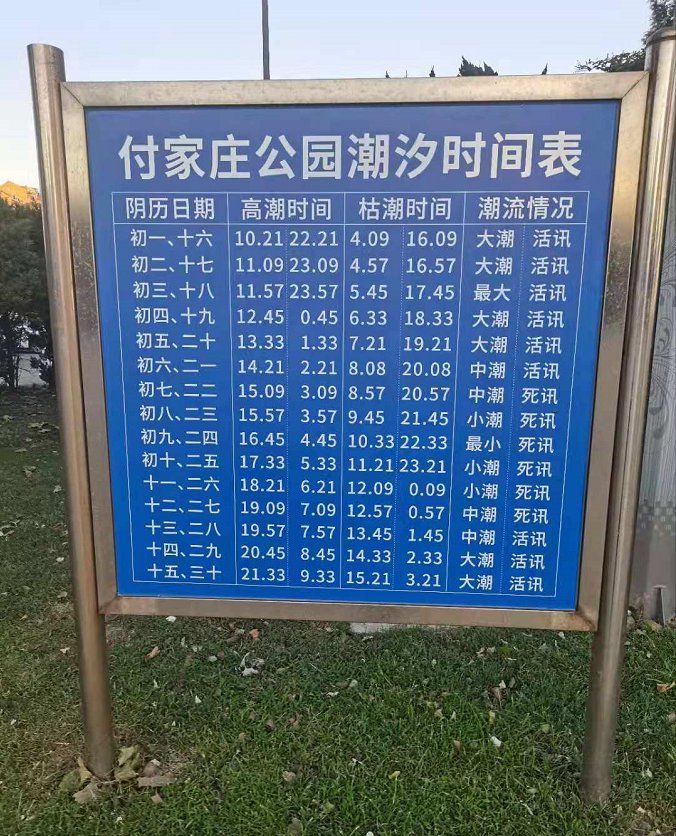 付家庄公园潮汐时间表
阴历日期 高潮时间 枯潮时间 潮流情况
初一、十六 10.21 22.21 4.09 16.09 大潮 活讯
初二、十七 11.09 23.09 4.57 16.57 大潮 活讯
初三、十八 11.57 23.57 5.45 17.45 最大 活讯
初四、十九 12.45 0.45 6.33 18.33 大潮 活讯
初五、二十 13.33 1.33 7.21 19.21 大潮 活讯
初六、二一 14.21 2.21 8.08 20.08 中潮 活讯
初七、二二 15.09 3.09 8.57 20.57 中潮 死讯
初八、二三 15.57 3.57 9.45 21.45 小潮 死讯
初九、二四 16.45 4.45 10.33 22.33 最小 死讯
初十、二五 17.33 5.33 11.21 23.21 小潮 死讯
十一、二六 18.21 6.21 12.09 0.09 小潮 死讯
十二、二七 19.09 7.09 12.57 0.57 中潮 死讯
十三、二八 19.57 7.57 13.45 1.45 中潮 活讯
十四、二九 20.45 8.45 14.33 2.33 大潮 活讯
十五、三十 21.33 9.33 15.21 3.21 大潮 活讯